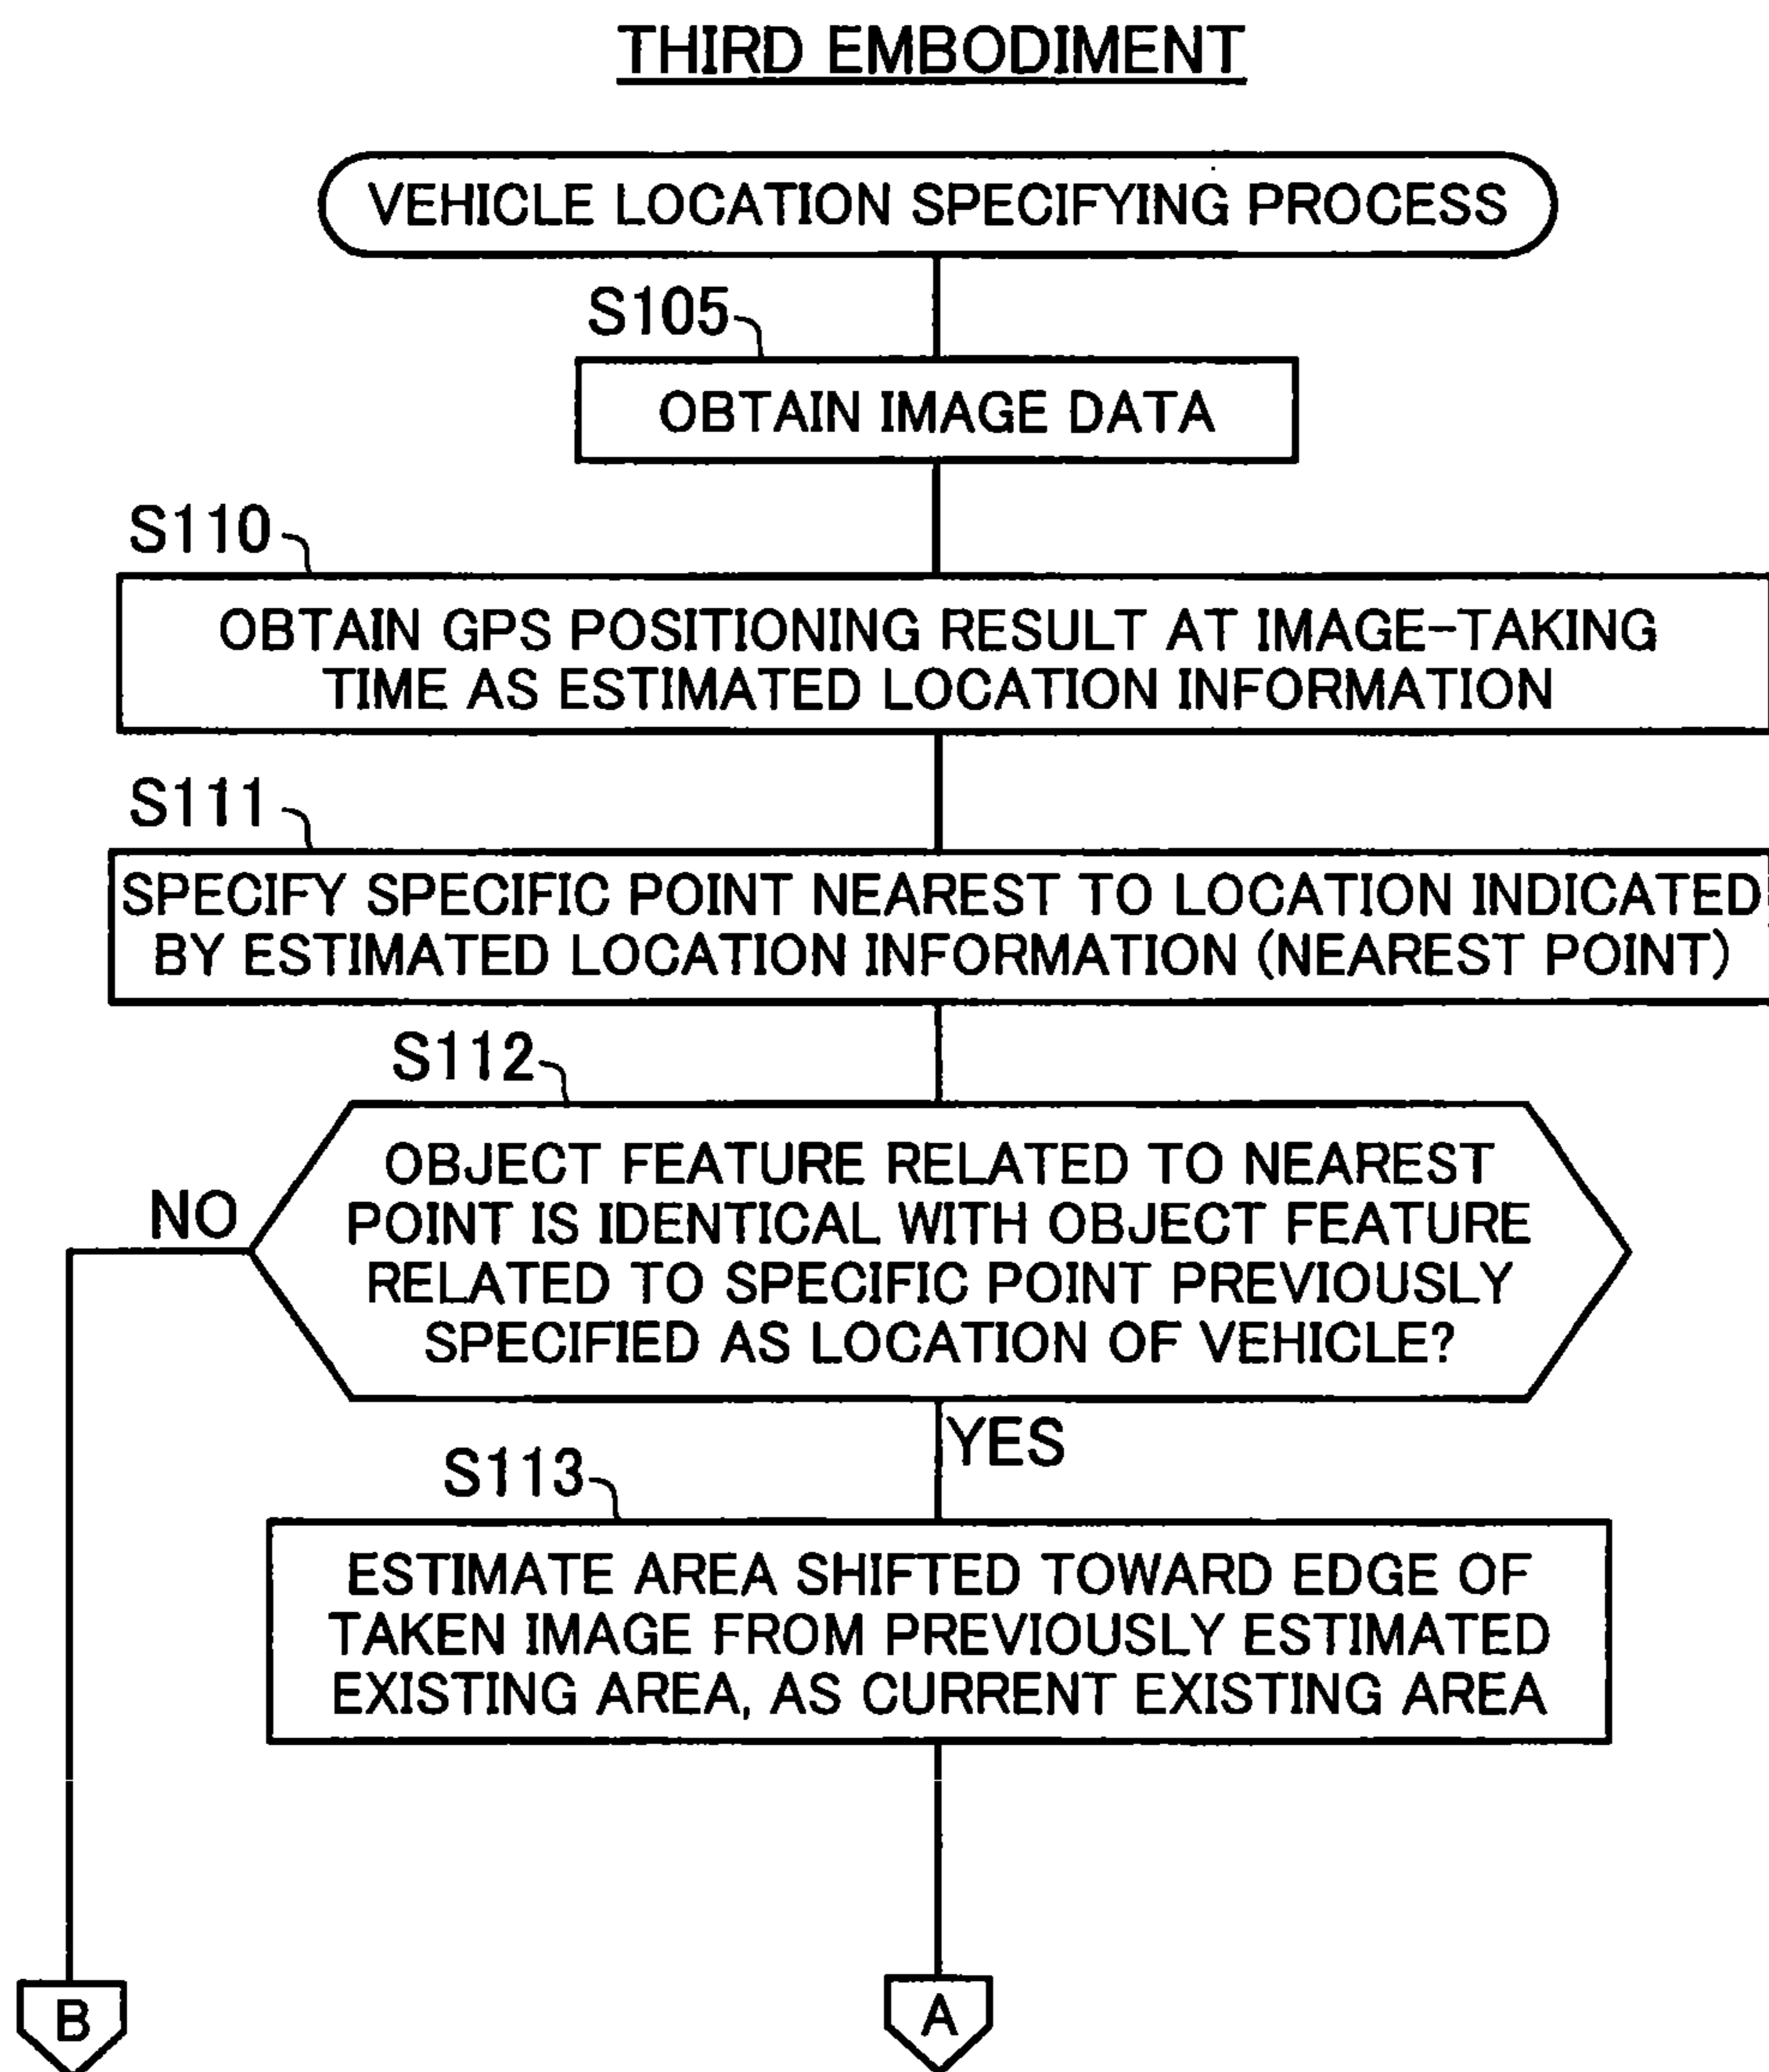 THIRD EMBODIMENT
VEHICLE LOCATION SPECIFYING PROCESS
S105
OBTAIN IMAGE DATA
S110
OBTAIN GPS POSITIONING RESULT AT IMAGE-TAKING
TIME AS ESTIMATED LOCATION INFORMATION
S111
SPECIFY SPECIFIC POINT NEAREST TO LOCATION INDICATED
BY ESTIMATED LOCATION INFORMATION (NEAREST POINT)
S112
OBJECT FEATURE RELATED TO NEAREST
POINT IS IDENTICAL WITH OBJECT FEATURE
RELATED TO SPECIFIC POINT PREVIOUSLY
SPECIFIED AS LOCATION OF VEHICLE?
NO
YES
S113
ESTIMATE AREA SHIFTED TOWARD EDGE OF
TAKEN IMAGE FROM PREVIOUSLY ESTIMATED
EXISTING AREA, AS CURRENT EXISTING AREA
B
A